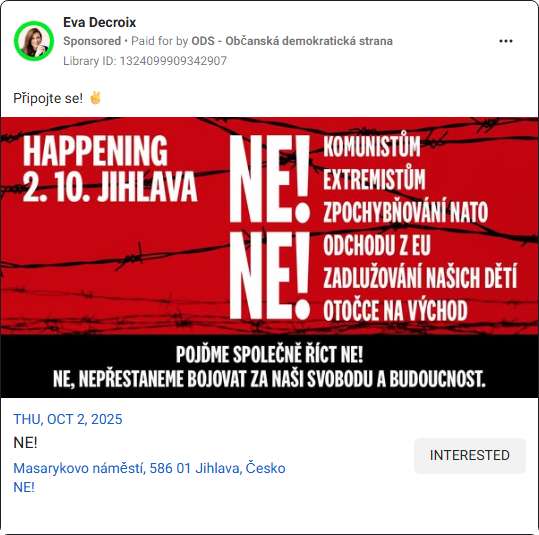 Eva Decroix
Sponsored • Paid for by ODS - Občanská demokratická strana
Library ID: 1324099909342907
Připojte se! ✌
HAPPENING
2. 10. JIHLAVA
NE!
KOMUNISTŮM
EXTREMISTŮM
ZPOCHYBŇOVÁNÍ NATO
NE!
ODCHODU Z EU
ZADLUŽOVÁNÍ NAŠICH DĚTÍ
OTOČCE NA VÝCHOD
POJĎME SPOLEČNĚ ŘÍCT NE!
NE, NEPŘESTANEME BOJOVAT ZA NAŠI SVOBODU A BUDOUCNOST.
THU, OCT 2, 2025
NE!
Masarykovo náměstí, 586 01 Jihlava, Česko
NE!
INTERESTED